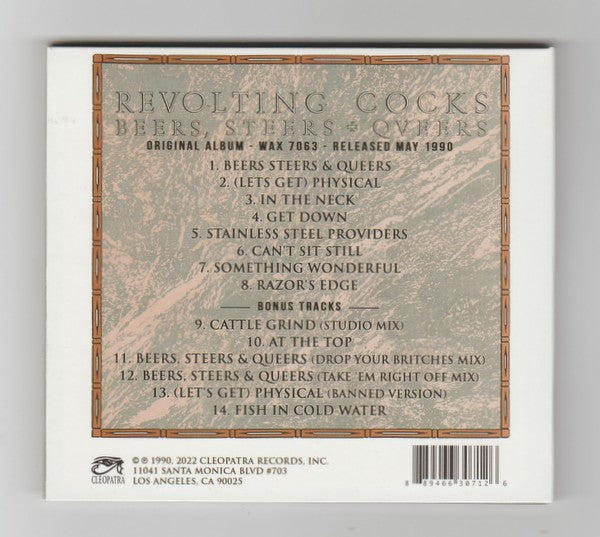 REVOLTING COCKS
BEERS, STEERS + QVEERS
ORIGINAL ALBUM - WAX 7063 - RELEASED MAY 1990
1. BEERS STEERS & QUEERS
2. (LETS GET) PHYSICAL
3. IN THE NECK
4. GET DOWN
5. STAINLESS STEEL PROVIDERS
6. CAN'T SIT STILL
7. SOMETHING WONDERFUL
8. RAZOR'S EDGE
BONUS TRACKS
9. CATTLE GRIND (STUDIO MIX)
10. AT THE TOP
11. BEERS, STEERS & QUEERS (DROP YOUR BRITCHES MIX)
12. BEERS, STEERS & QUEERS (TAKE 'EM RIGHT OFF MIX)
13. (LET'S GET) PHYSICAL (BANNED VERSION)
14. FISH IN COLD WATER
CLEOPATRA
© ℗ 1990, 2022 CLEOPATRA RECORDS, INC.
11041 SANTA MONICA BLVD #703
LOS ANGELES, CA 90025
8 89466 30712 6